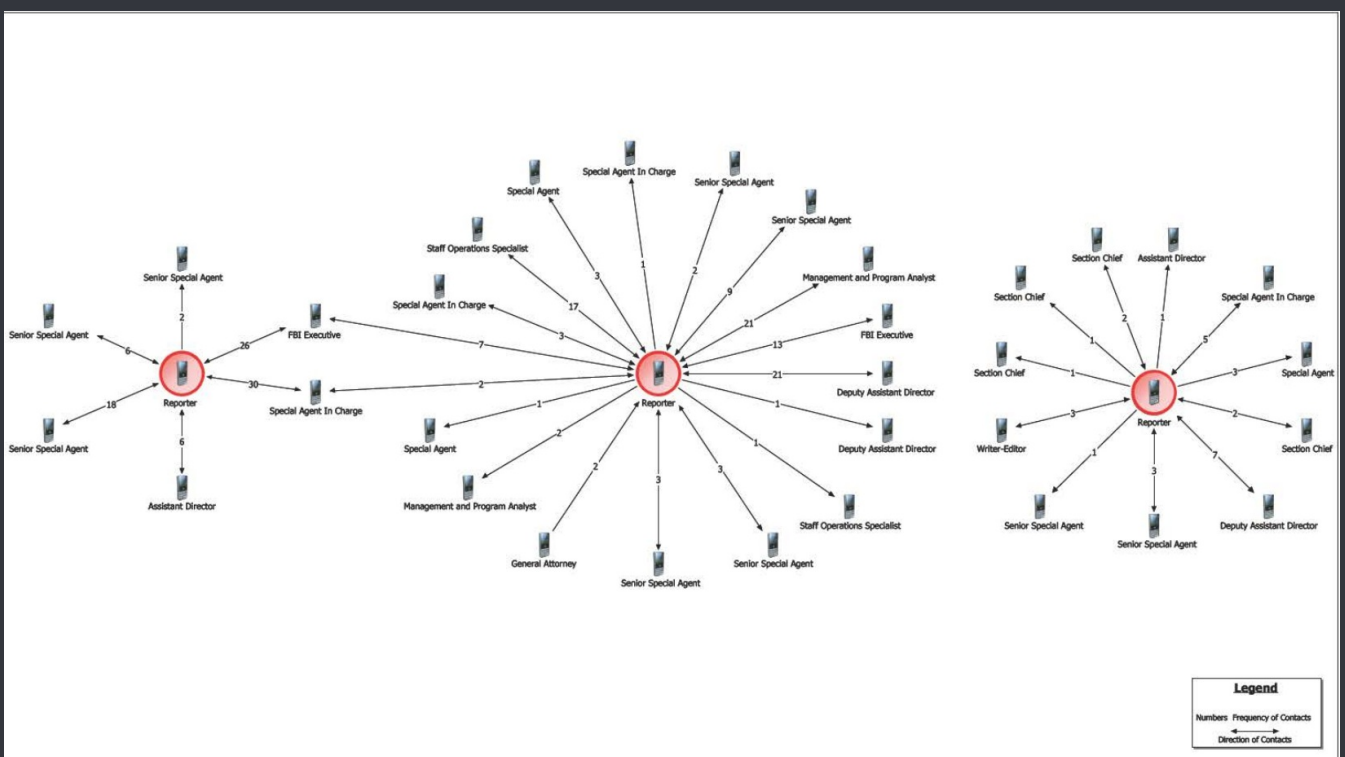 Senior Special Agent
2
Senior Special Agent
6
FBI Executive
26
30
Special Agent In Charge
Reporter
18
Senior Special Agent
6
Assistant Director
Special Agent In Charge
1
Special Agent
3
Senior Special Agent
2
Senior Special Agent
9
Staff Operations Specialist
17
Management and Program Analyst
21
Special Agent In Charge
3
FBI Executive
13
7
2
21
Deputy Assistant Director
Reporter
1
Special Agent
1
Deputy Assistant Director
2
Management and Program Analyst
1
Staff Operations Specialist
2
General Attorney
3
Senior Special Agent
3
Senior Special Agent
Section Chief
2
Assistant Director
1
Section Chief
1
Special Agent In Charge
5
Section Chief
1
Special Agent
3
Reporter
Writer-Editor
3
Section Chief
2
Senior Special Agent
1
Senior Special Agent
3
Deputy Assistant Director
7
Legend
Numbers Frequency of Contacts
Direction of Contacts